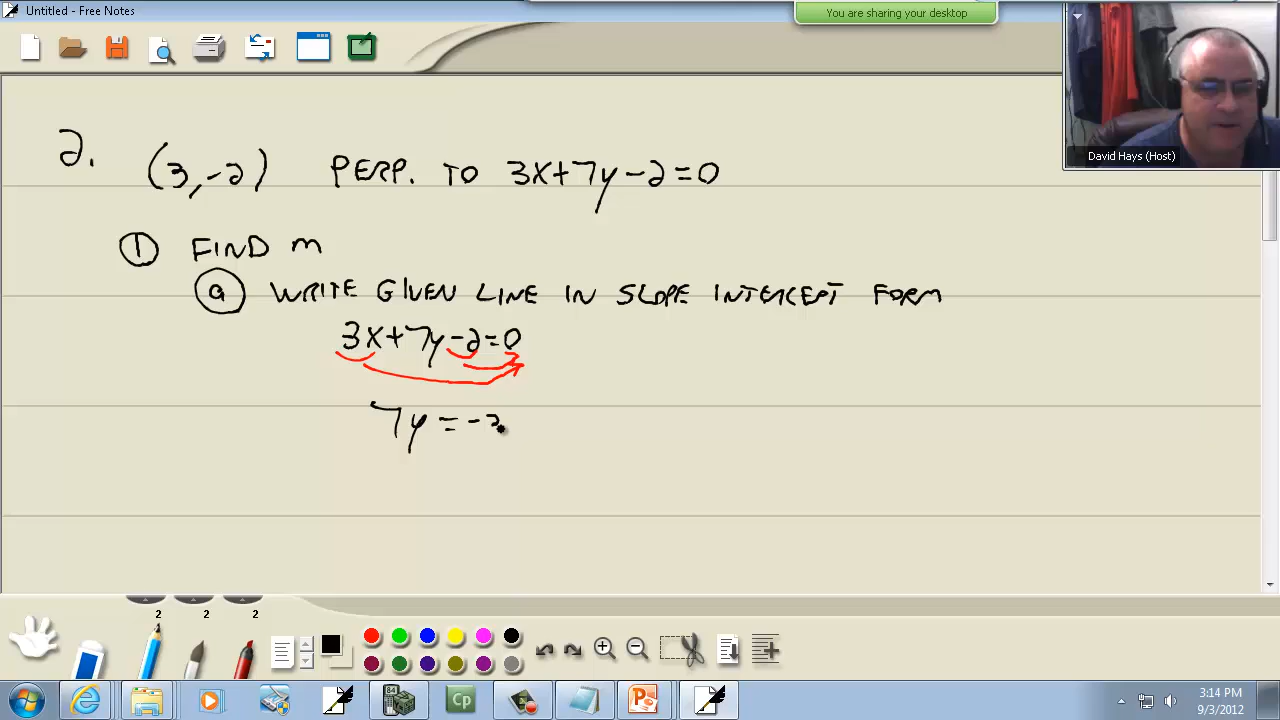 Untitled - Free Notes
You are sharing your desktop
David Hays (Host)
2. (3,-2) PERP. TO 3x+7y-2=0
① FIND m
ⓐ WRITE GIVEN LINE IN SLOPE INTERCEPT FORM
3x+7y-2=0
7y=-3
2 2 2
Cp
3:14 PM
9/3/2012